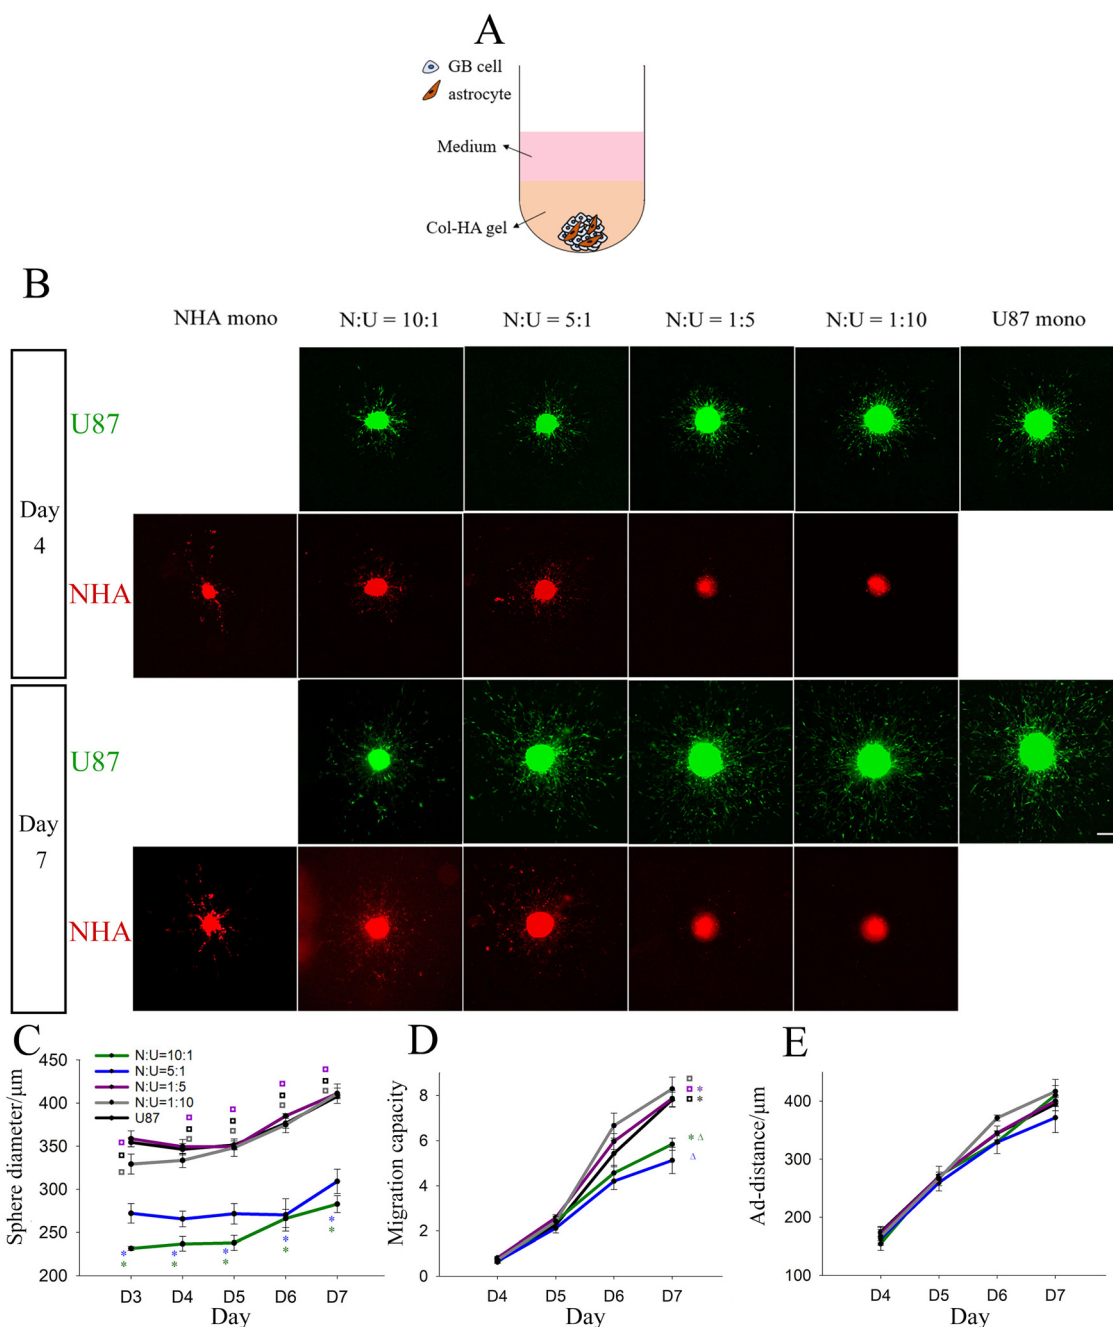 A
GB cell
astrocyte
Medium
Col-HA gel
B
NHA mono
N:U = 10:1
N:U = 5:1
N:U = 1:5
N:U = 1:10
U87 mono
Day
4
U87
NHA
Day
7
U87
NHA
C
N:U=10:1
N:U=5:1
N:U=1:5
N:U=1:10
U87
Sphere diameter/μm
450
400
350
300
250
200
D3
D4
D5
D6
D7
Day
D
Migration capacity
8
6
4
2
0
* 
*
* Δ
Δ
D4
D5
D6
D7
Day
E
Ad-distance/μm
400
300
200
100
D4
D5
D6
D7
Day